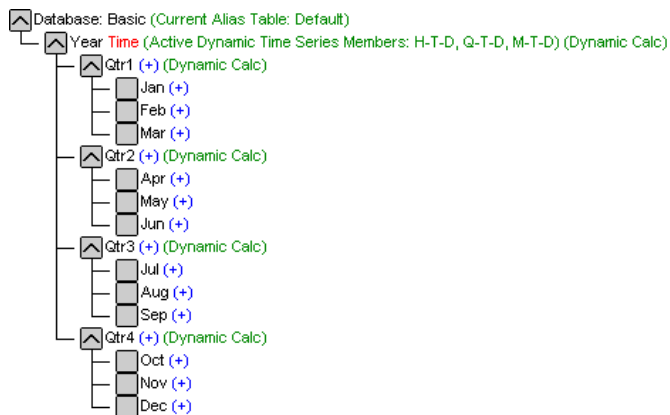 Database: Basic (Current Alias Table: Default)
Year Time (Active Dynamic Time Series Members: H-T-D, Q-T-D, M-T-D) (Dynamic Calc)
Qtr1 (+) (Dynamic Calc)
Jan (+)
Feb (+)
Mar (+)
Qtr2 (+) (Dynamic Calc)
Apr (+)
May (+)
Jun (+)
Qtr3 (+) (Dynamic Calc)
Jul (+)
Aug (+)
Sep (+)
Qtr4 (+) (Dynamic Calc)
Oct (+)
Nov (+)
Dec (+)